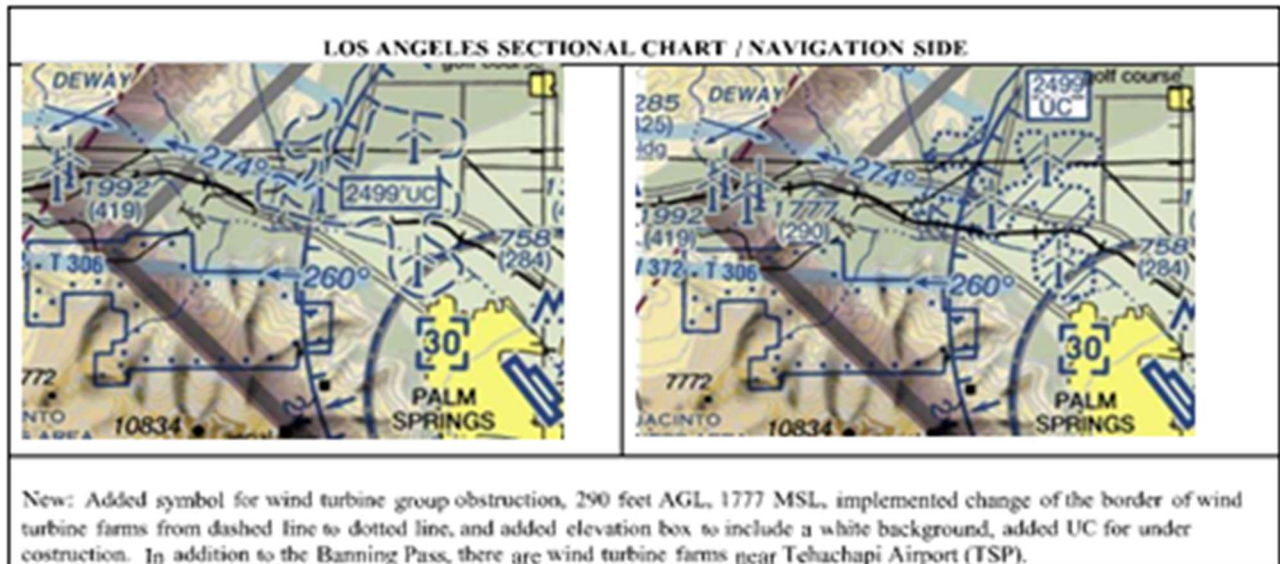 LOS ANGELES SECTIONAL CHART / NAVIGATION SIDE
DEWAY
274°
1992
(419)
2499'UC
758
(284)
T 306
260°
30
772
PALM
SPRINGS
NTO
AREA
10834
2499
UC
golf course
285
DEWAY
274°
1992
(419)
1777
(290)
758
(284)
372
T 306
260°
30
7772
PALM
SPRINGS
JACINTO
10834
New: Added symbol for wind turbine group obstruction, 290 feet AGL, 1777 MSL, implemented change of the border of wind
turbine farms from dashed line to dotted line, and added elevation box to include a white background, added UC for under
costruction. In addition to the Banning Pass, there are wind turbine farms near Tehachapi Airport (TSP).